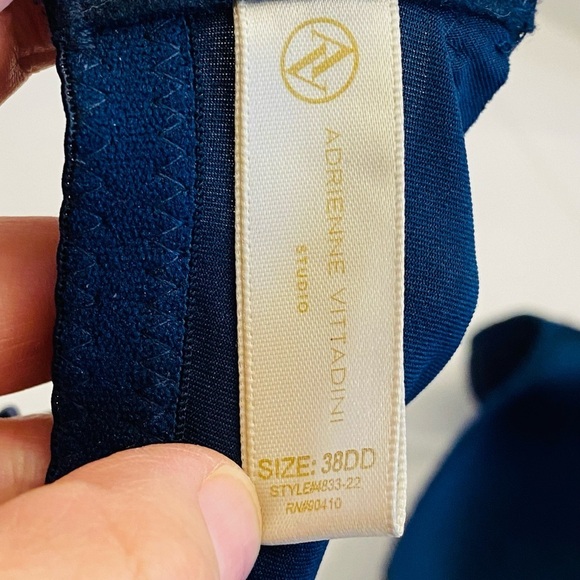 ADRIENNE VITTADINI
STUDIO
SIZE: 38DD
STYLE#4833-22
RN#90410